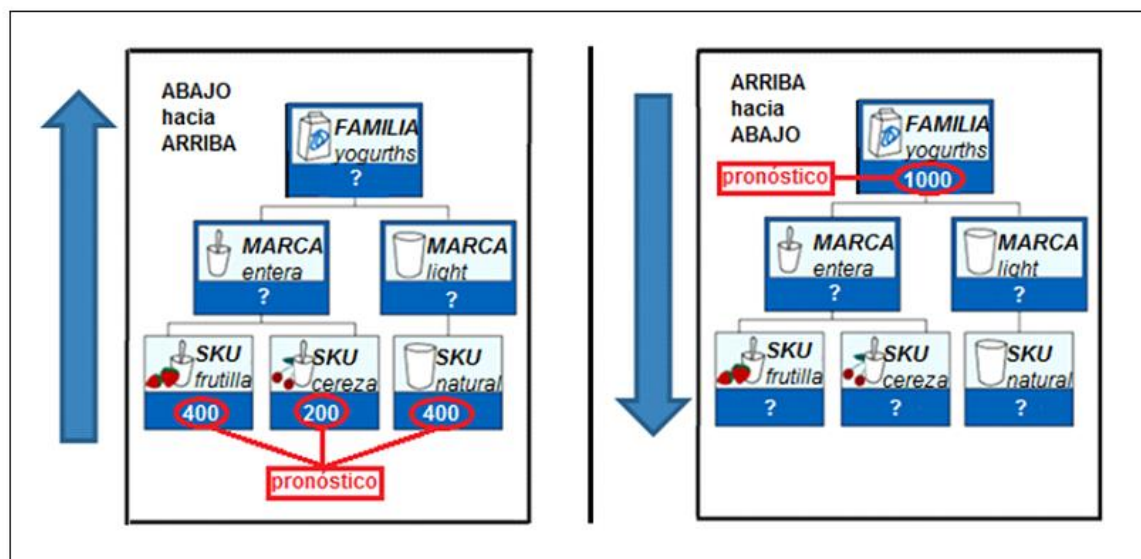 ABAJO
hacia
ARRIBA
FAMILIA
yogurths
?
MARCA
entera
?
MARCA
light
?
SKU
frutilla
400
SKU
cereza
200
SKU
natural
400
pronóstico
ARRIBA
hacia
ABAJO
FAMILIA
yogurths
pronóstico
1000
MARCA
entera
?
MARCA
light
?
SKU
frutilla
?
SKU
cereza
?
SKU
natural
?